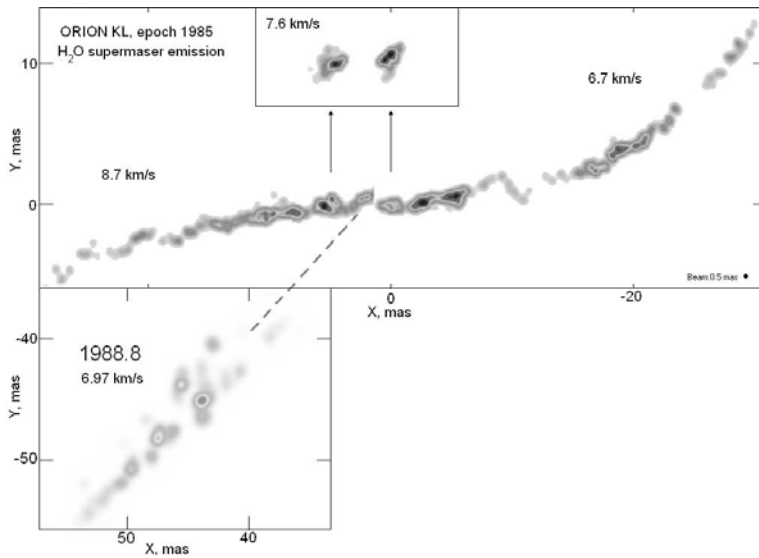 ORION KL, epoch 1985
H2O supermaser emission
7.6 km/s
6.7 km/s
8.7 km/s
10
0
Y, mas
Beam:0.5 mas
0
-20
X, mas
1988.8
6.97 km/s
-40
-50
Y, mas
50
40
X, mas